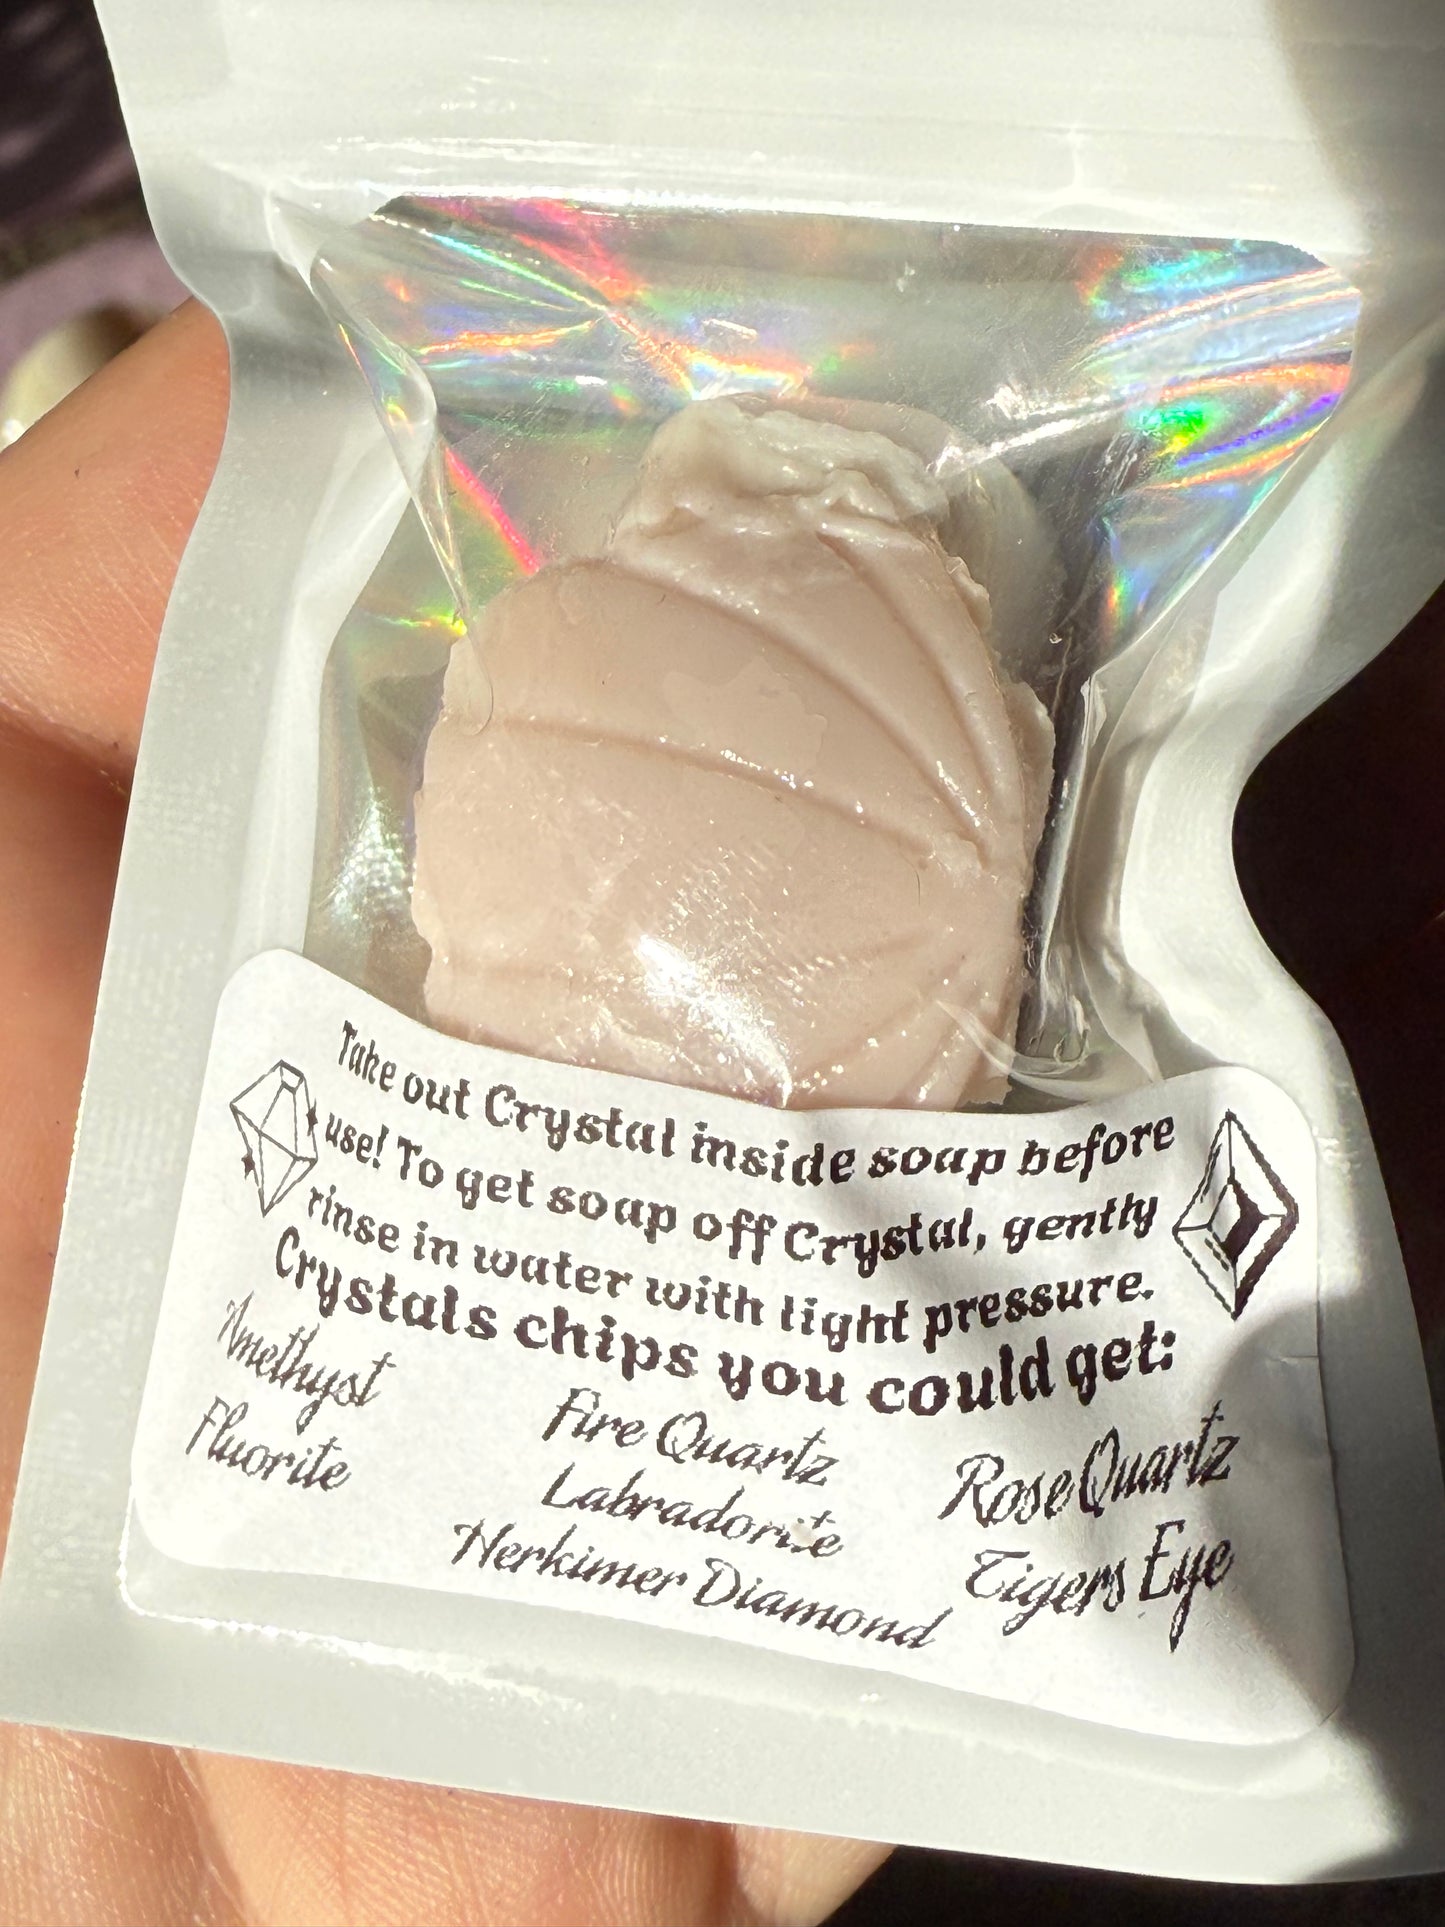 Take out Crystal inside soap before
use! To get soap off Crystal, gently
rinse in water with light pressure.
Crystals chips you could get:
Amethyst Fire Quartz Rose Quartz
Fluorite Labradorite Tigers Eye
Herkimer Diamond